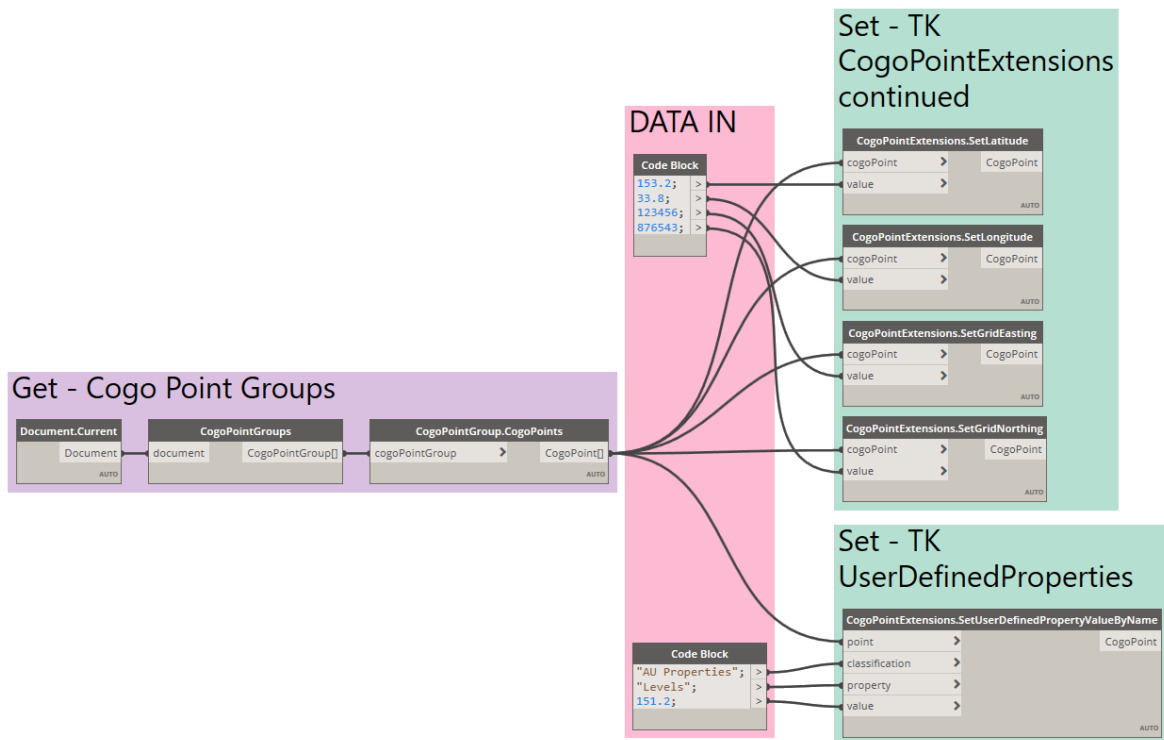 Set - TK
CogoPointExtensions
continued
DATA IN
CogoPointExtensions.SetLatitude
cogoPoint > CogoPoint
value >
AUTO
Code Block
153.2; >
33.8; >
123456; >
876543; >
CogoPointExtensions.SetLongitude
cogoPoint > CogoPoint
value >
AUTO
CogoPointExtensions.SetGridEasting
cogoPoint > CogoPoint
value >
AUTO
Get - Cogo Point Groups
Document.Current
Document
AUTO
CogoPointGroups
document CogoPointGroup[]
AUTO
CogoPointGroup.CogoPoints
cogoPointGroup > CogoPoint[]
AUTO
CogoPointExtensions.SetGridNorthing
cogoPoint > CogoPoint
value >
AUTO
Set - TK
UserDefinedProperties
CogoPointExtensions.SetUserDefinedPropertyValueByName
point > CogoPoint
classification >
property >
value >
AUTO
Code Block
"AU Properties"; >
"Levels"; >
151.2; >